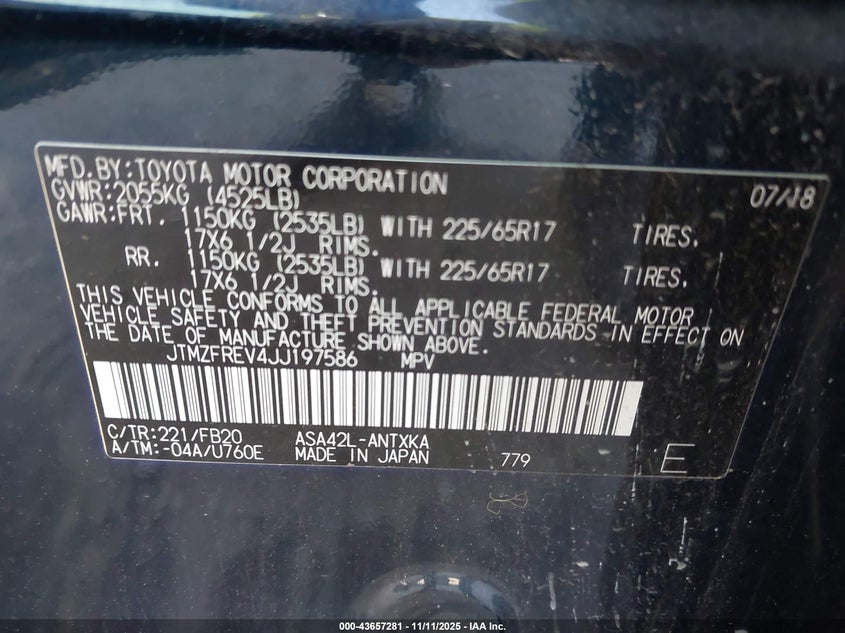 MFD.BY:TOYOTA MOTOR CORPORATION 07/18
GVWR:2055KG (4525LB)
GAWR:FRT. 1150KG (2535LB) WITH 225/65R17 TIRES.
17X6 1/2J RIMS.
RR. 1150KG (2535LB) WITH 225/65R17 TIRES.
17X6 1/2J RIMS.
THIS VEHICLE CONFORMS TO ALL APPLICABLE FEDERAL MOTOR
VEHICLE SAFETY AND THEFT PREVENTION STANDARDS IN EFFECT ON
THE DATE OF MANUFACTURE SHOWN ABOVE.
JTMZFREV4JJ197586 MPV
C/TR:221/FB20 ASA42L-ANTXKA
A/TM:-04A/U760E MADE IN JAPAN 779 E
000-43657281 - 11/11/2025 - IAA Inc.